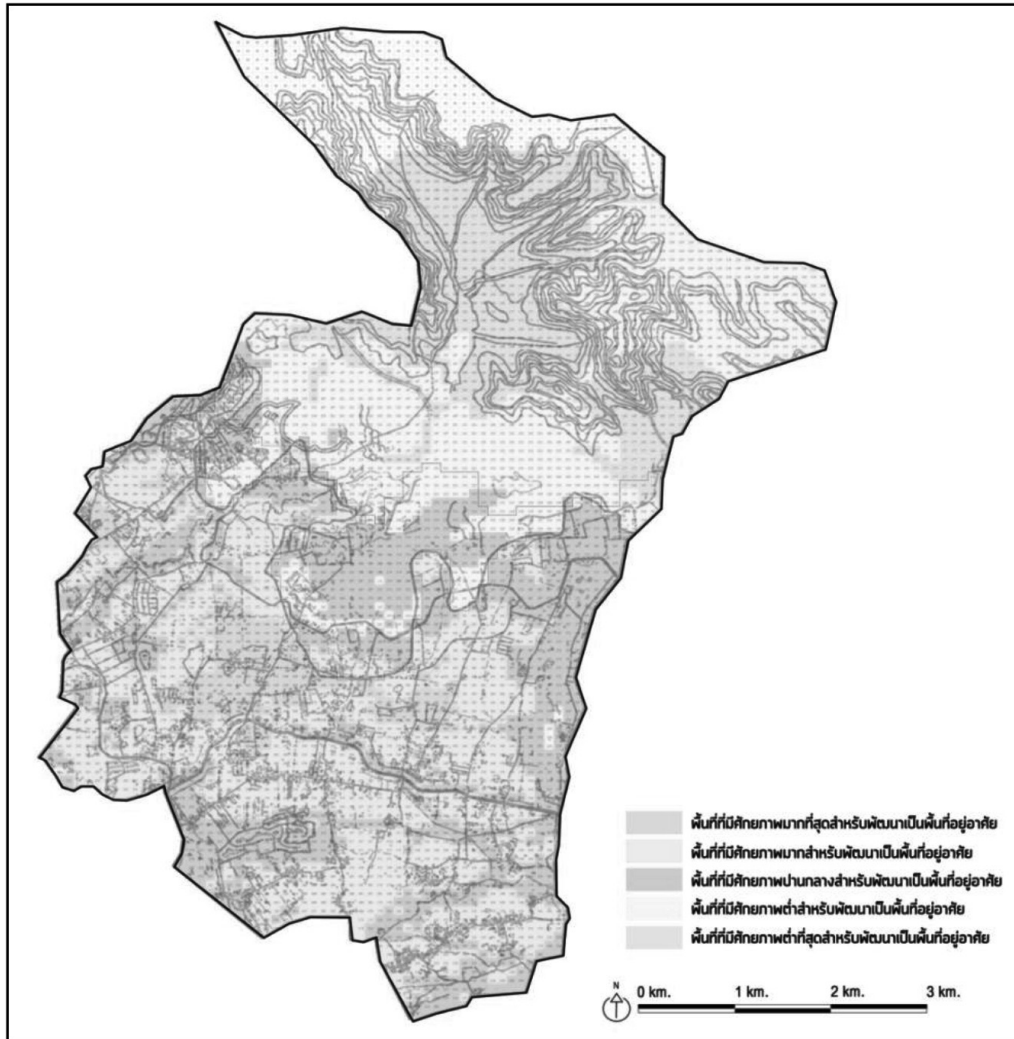 พื้นที่ที่มีศักยภาพมากที่สุดสำหรับพัฒนาเป็นพื้นที่อยู่อาศัย
พื้นที่ที่มีศักยภาพมากสำหรับพัฒนาเป็นพื้นที่อยู่อาศัย
พื้นที่ที่มีศักยภาพปานกลางสำหรับพัฒนาเป็นพื้นที่อยู่อาศัย
พื้นที่ที่มีศักยภาพต่ำสำหรับพัฒนาเป็นพื้นที่อยู่อาศัย
พื้นที่ที่มีศักยภาพต่ำที่สุดสำหรับพัฒนาเป็นพื้นที่อยู่อาศัย
N
0 km. 1 km. 2 km. 3 km.